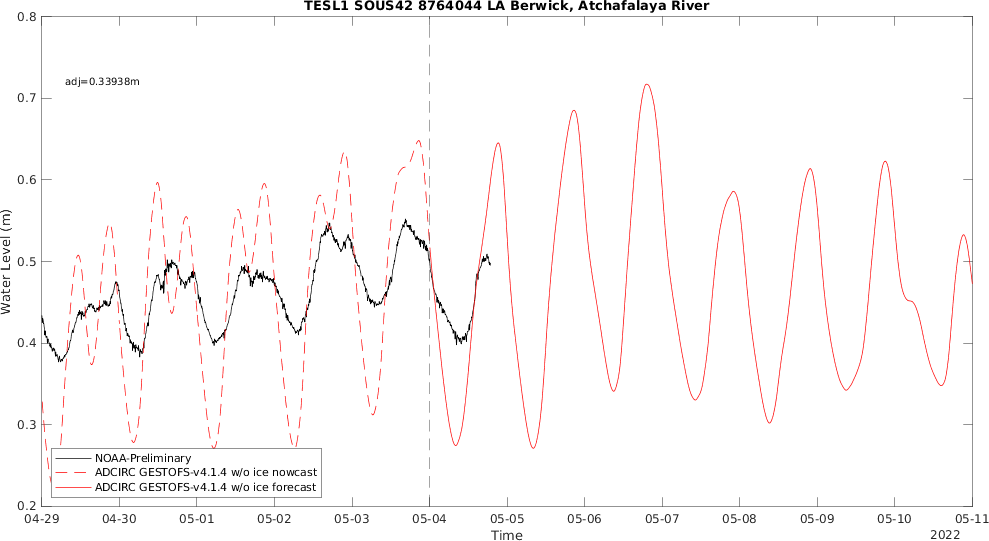 TESL1 SOUS42 8764044 LA Berwick, Atchafalaya River
0.8
adj=0.33938m
0.7
0.6
0.5
0.4
0.3
0.2
Water Level (m)
NOAA-Preliminary
ADCIRC GESTOFS-v4.1.4 w/o ice nowcast
ADCIRC GESTOFS-v4.1.4 w/o ice forecast
04-29 04-30 05-01 05-02 05-03 05-04 05-05 05-06 05-07 05-08 05-09 05-10 05-11
Time
2022